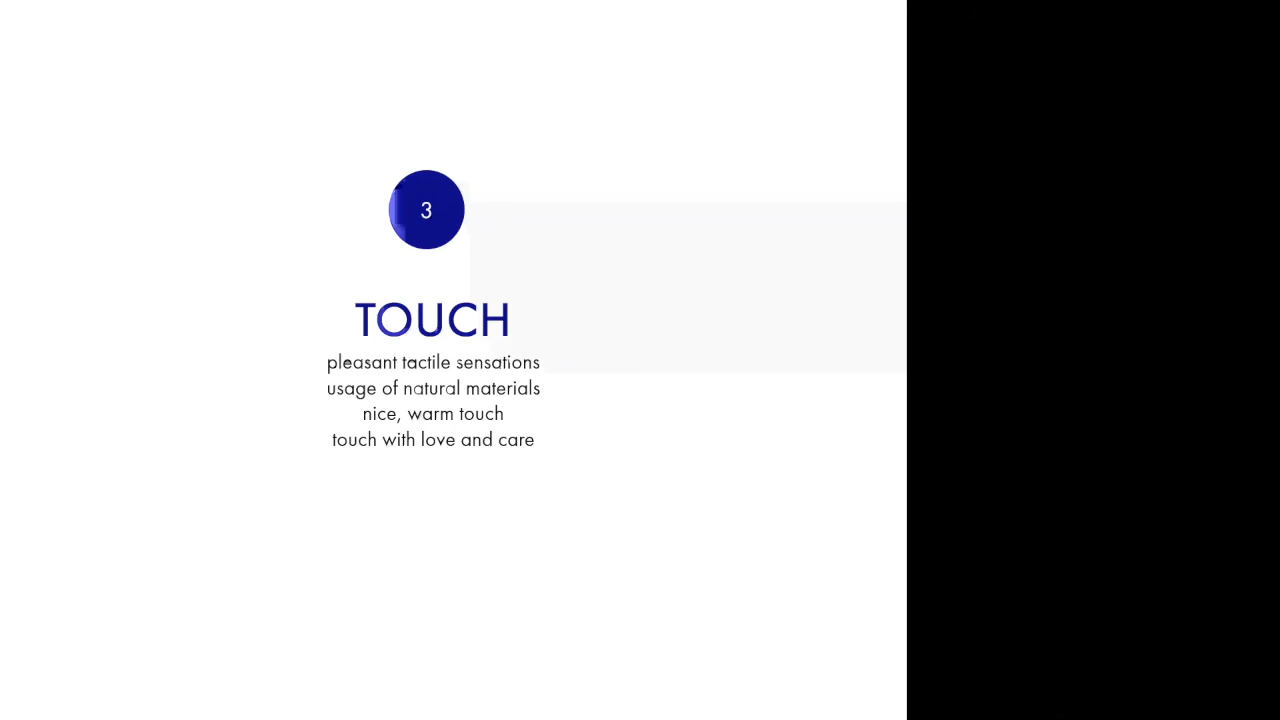 3
TOUCH
pleasant tactile sensations
usage of natural materials
nice, warm touch
touch with love and care